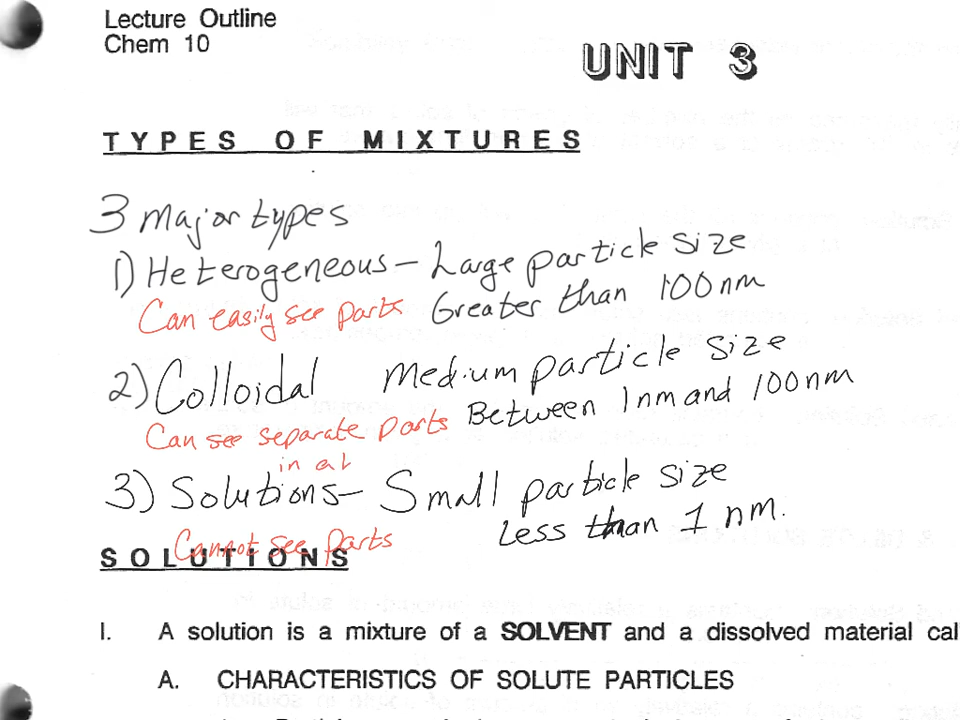 Lecture Outline
Chem 10
UNIT 3
TYPES OF MIXTURES
3 major types
1) Heterogeneous – Large particle size
Can easily see parts Greater than 100nm
2) Colloidal Medium particle size
Can see separate parts Between 1nm and 100nm
in a
3) Solutions – Small particle size
Less than 1 nm.
Cannot see parts
SOLUTIONS
I. A solution is a mixture of a SOLVENT and a dissolved material cal
A. CHARACTERISTICS OF SOLUTE PARTICLES